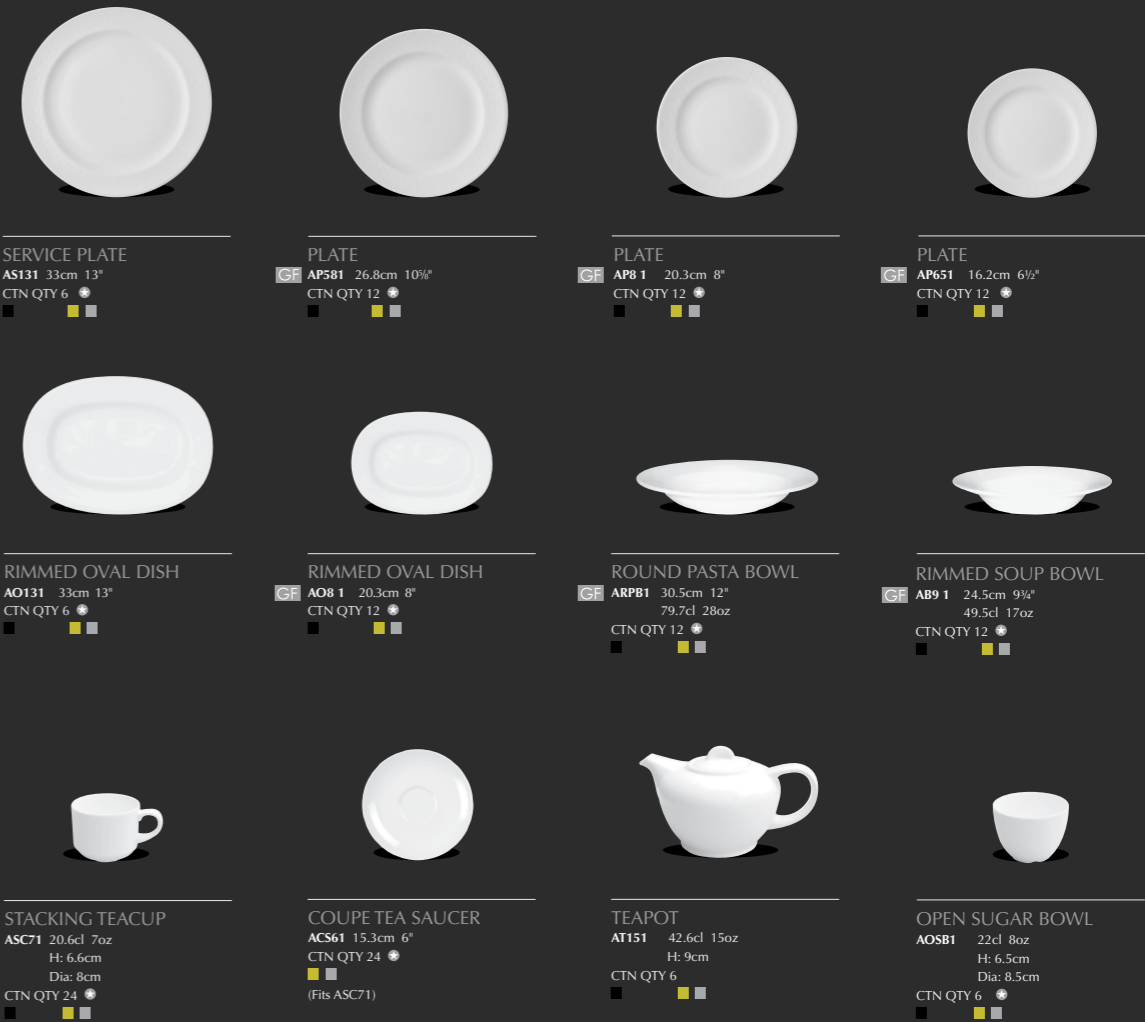 SERVICE PLATE
AS131 33cm 13"
CTN QTY 6
PLATE
GF AP581 26.8cm 10⅝"
CTN QTY 12
PLATE
GF AP8 1 20.3cm 8"
CTN QTY 12
PLATE
GF AP651 16.2cm 6½"
CTN QTY 12
RIMMED OVAL DISH
AO131 33cm 13"
CTN QTY 6
RIMMED OVAL DISH
GF AO8 1 20.3cm 8"
CTN QTY 12
ROUND PASTA BOWL
GF ARPB1 30.5cm 12"
79.7cl 28oz
CTN QTY 12
RIMMED SOUP BOWL
GF AB9 1 24.5cm 9¾"
49.5cl 17oz
CTN QTY 12
STACKING TEACUP
ASC71 20.6cl 7oz
H: 6.6cm
Dia: 8cm
CTN QTY 24
COUPE TEA SAUCER
ACS61 15.3cm 6"
CTN QTY 24
(Fits ASC71)
TEAPOT
AT151 42.6cl 15oz
H: 9cm
CTN QTY 6
OPEN SUGAR BOWL
AOSB1 22cl 8oz
H: 6.5cm
Dia: 8.5cm
CTN QTY 6